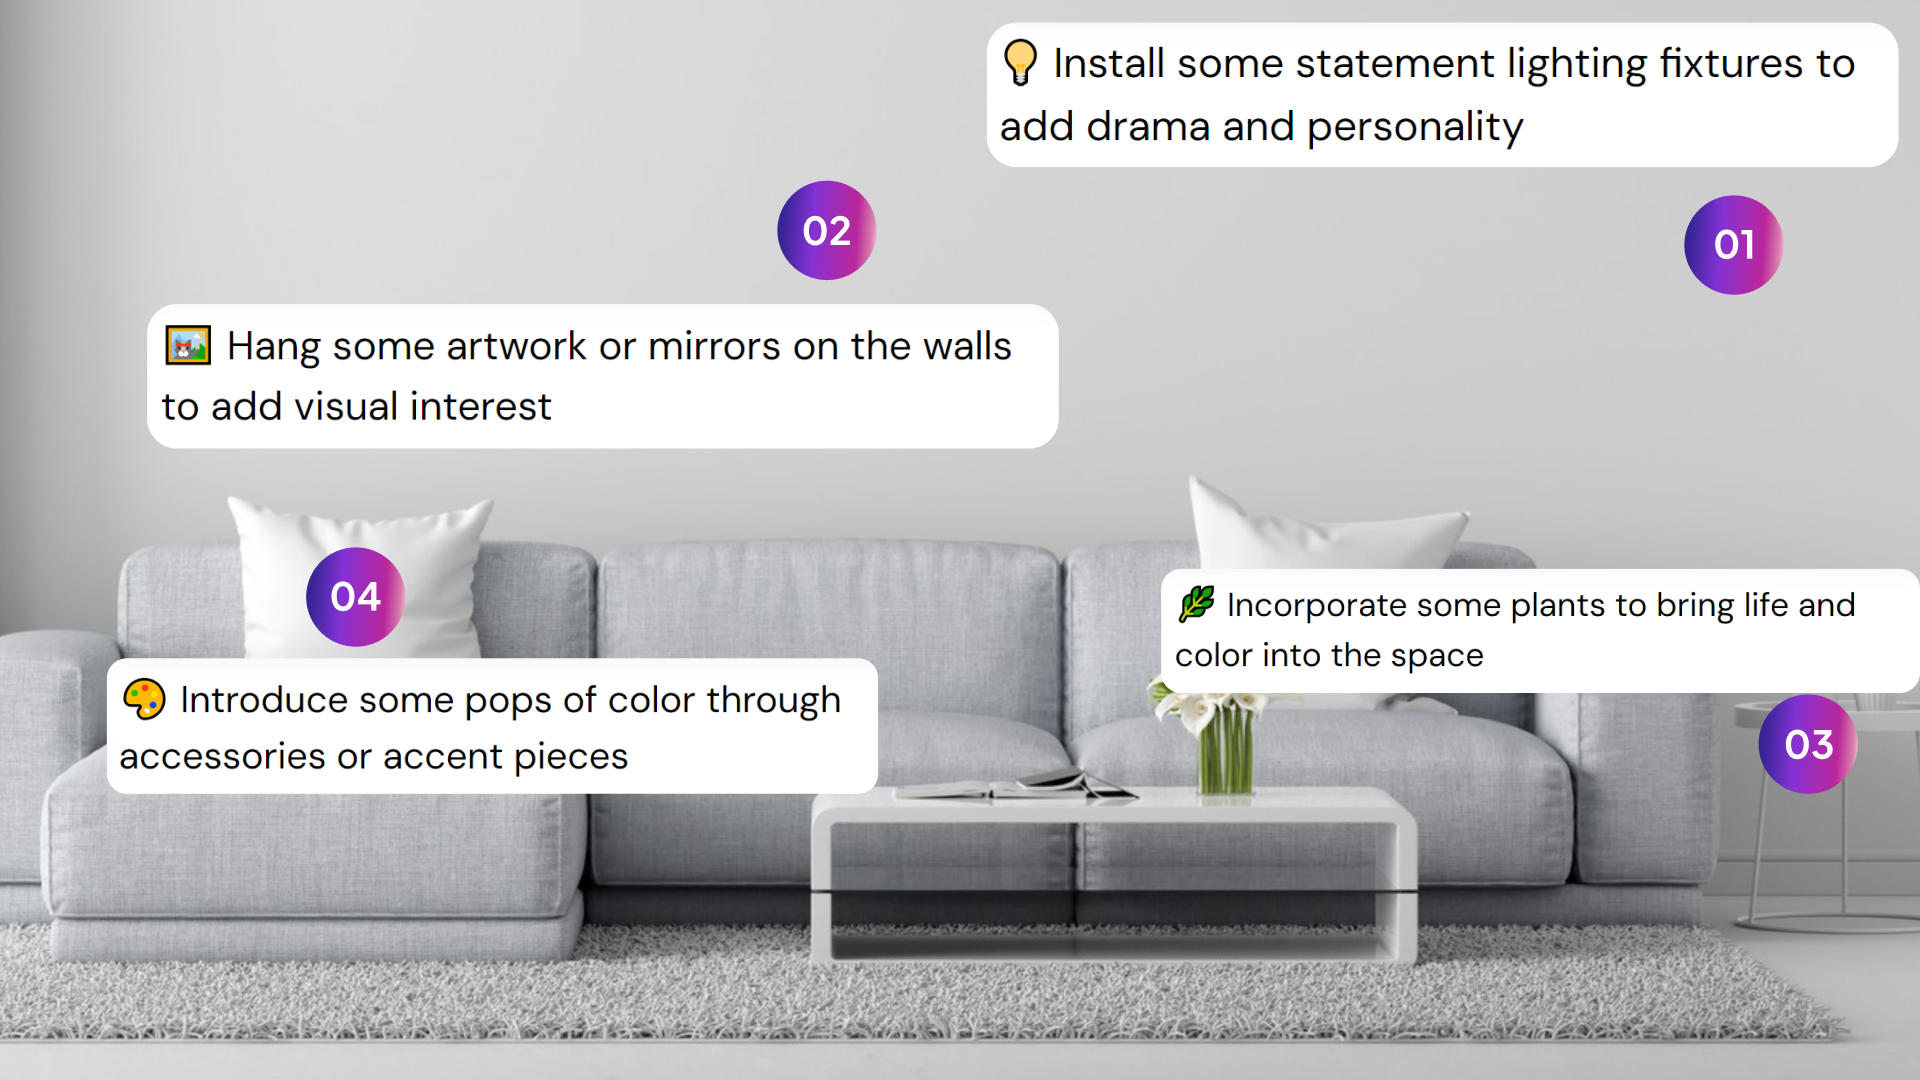 💡 Install some statement lighting fixtures to
add drama and personality
01
02
🖼️ Hang some artwork or mirrors on the walls
to add visual interest
🌿 Incorporate some plants to bring life and
color into the space
03
04
🎨 Introduce some pops of color through
accessories or accent pieces